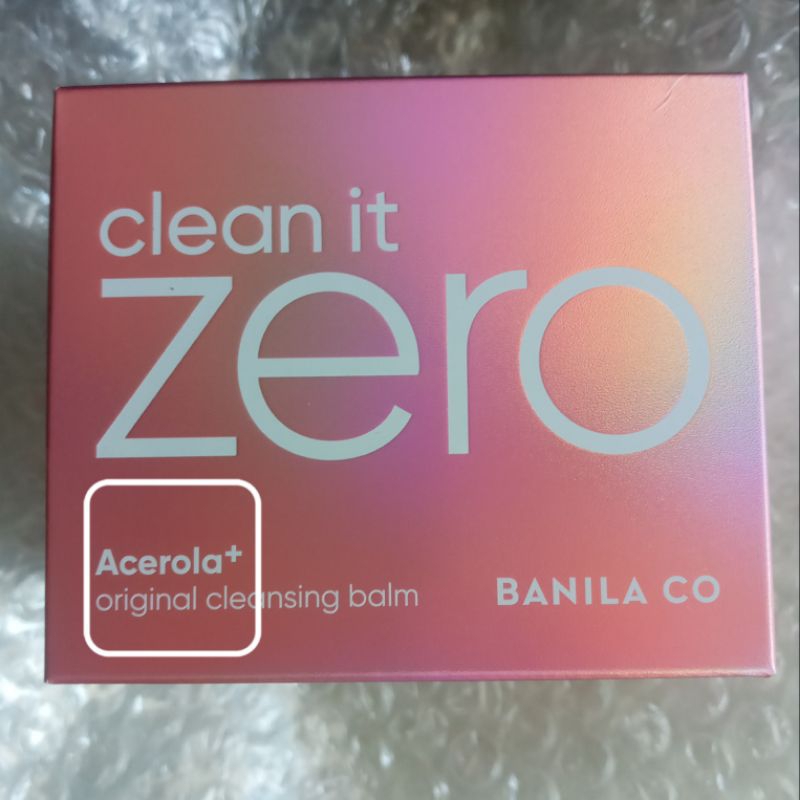 clean it
zero
Acerola+
original cleansing balm
BANILA CO